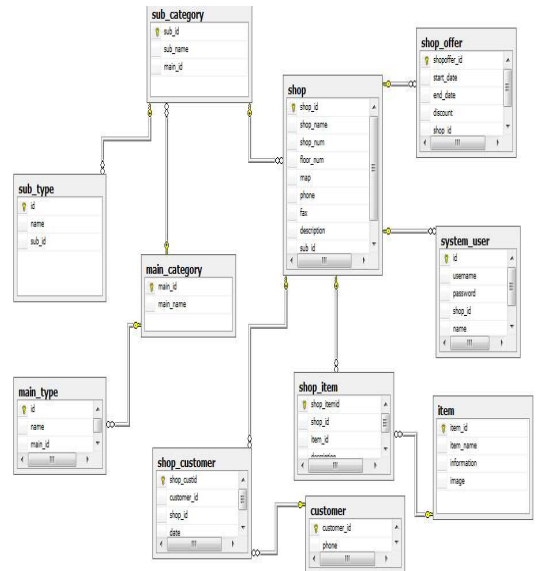 sub_category
sub_id
sub_name
main_id
shop_offer
shopoffer_id
start_date
end_date
discount
shop_id
shop
shop_id
shop_name
shop_num
floor_num
map
phone
fax
description
sub_id
sub_type
id
name
sub_id
system_user
id
username
password
shop_id
name
main_category
main_id
main_name
main_type
id
name
main_id
shop_item
shop_itemid
shop_id
item_id
description
item
item_id
item_name
information
image
shop_customer
shop_custid
customer_id
shop_id
date
customer
customer_id
phone